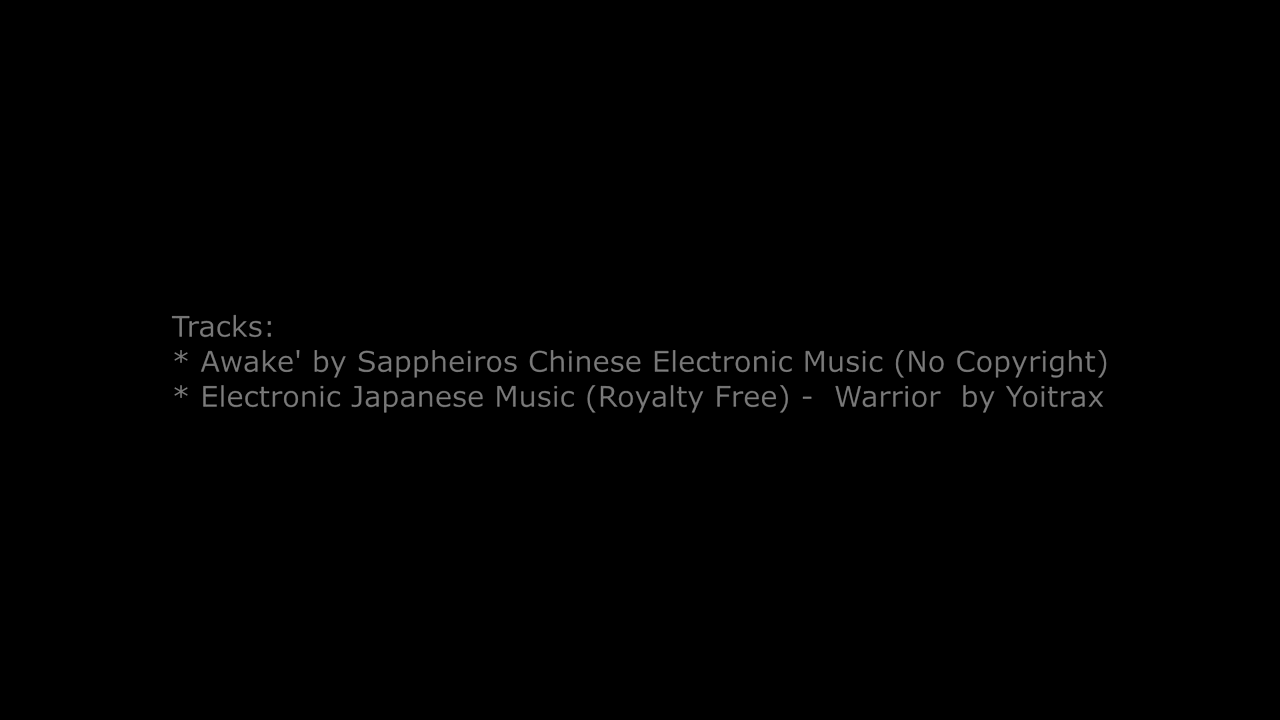 Tracks:
* Awake' by Sappheiros Chinese Electronic Music (No Copyright)
* Electronic Japanese Music (Royalty Free) -  Warrior  by Yoitrax